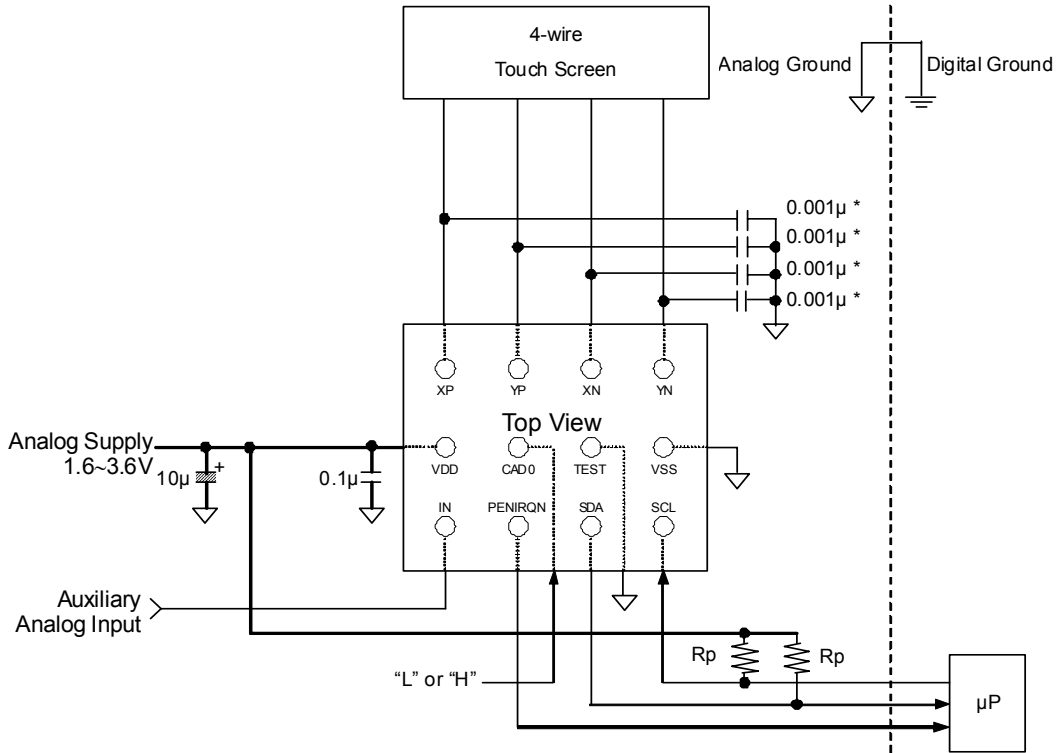 4-wire
Touch Screen
Analog Ground
Digital Ground
0.001µ *
0.001µ *
0.001µ *
0.001µ *
XP
YP
XN
YN
Top View
Analog Supply
1.6~3.6V
10µ
+
0.1µ
VDD
CAD0
TEST
VSS
IN
PENIRQN
SDA
SCL
Auxiliary
Analog Input
"L" or "H"
Rp
Rp
µP